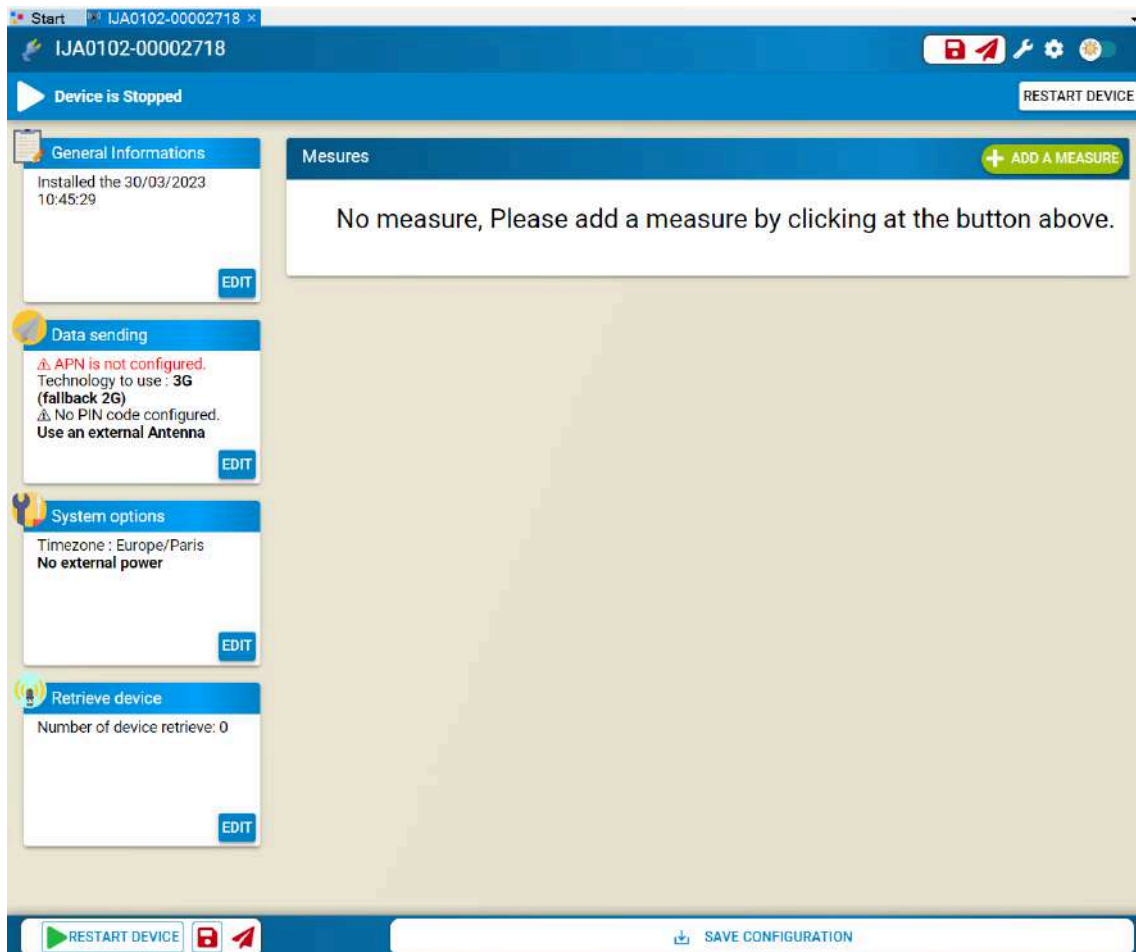 Start
IJA0102-00002718 ×
IJA0102-00002718
Device is Stopped
RESTART DEVICE
General Informations
Installed the 30/03/2023
10:45:29
EDIT
Mesures
+ ADD A MEASURE
No measure, Please add a measure by clicking at the button above.
Data sending
⚠ APN is not configured.
Technology to use : 3G
(fallback 2G)
⚠ No PIN code configured.
Use an external Antenna
EDIT
System options
Timezone : Europe/Paris
No external power
EDIT
Retrieve device
Number of device retrieve: 0
EDIT
RESTART DEVICE
SAVE CONFIGURATION